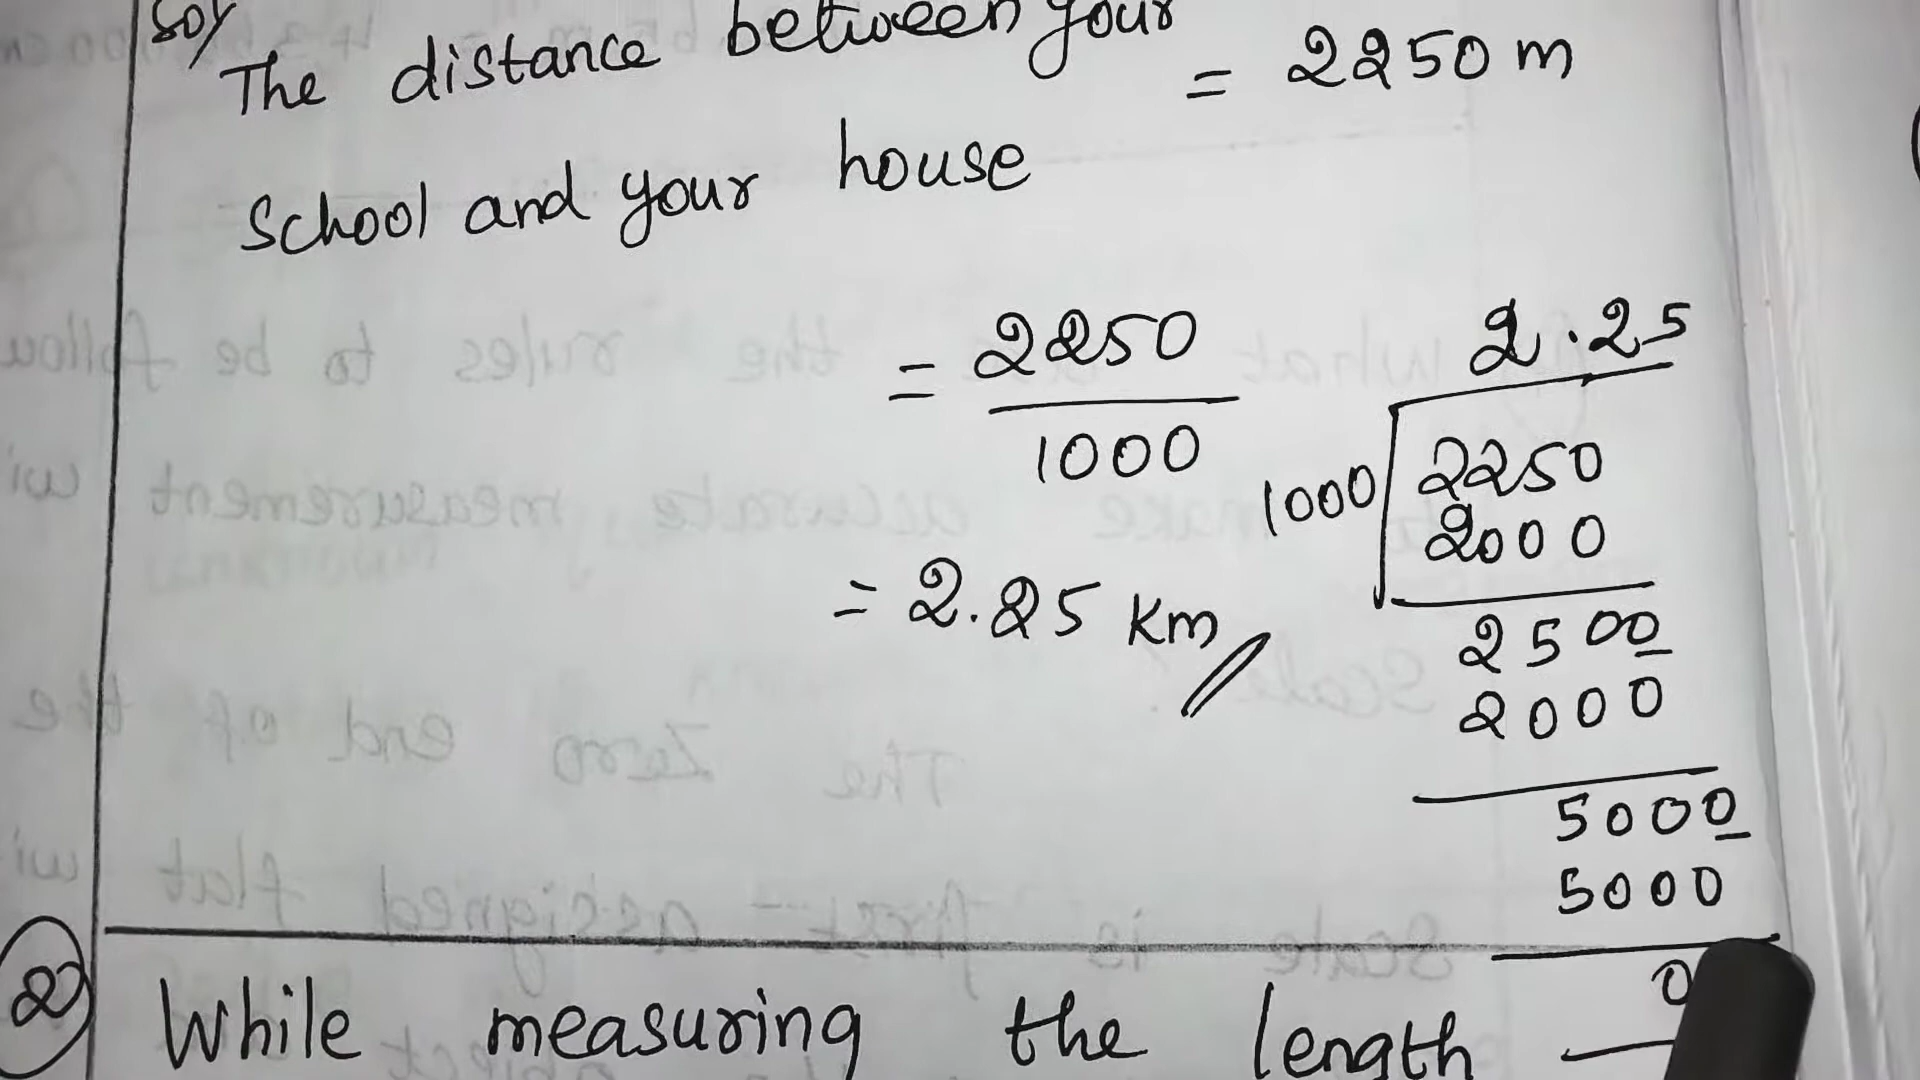 Sol
The distance between your = 2250 m
School and your house
= 2250
1000
= 2.25 Km
2.25
1000 2250
2000
2500
2000
5000
5000
0
2 While measuring the length